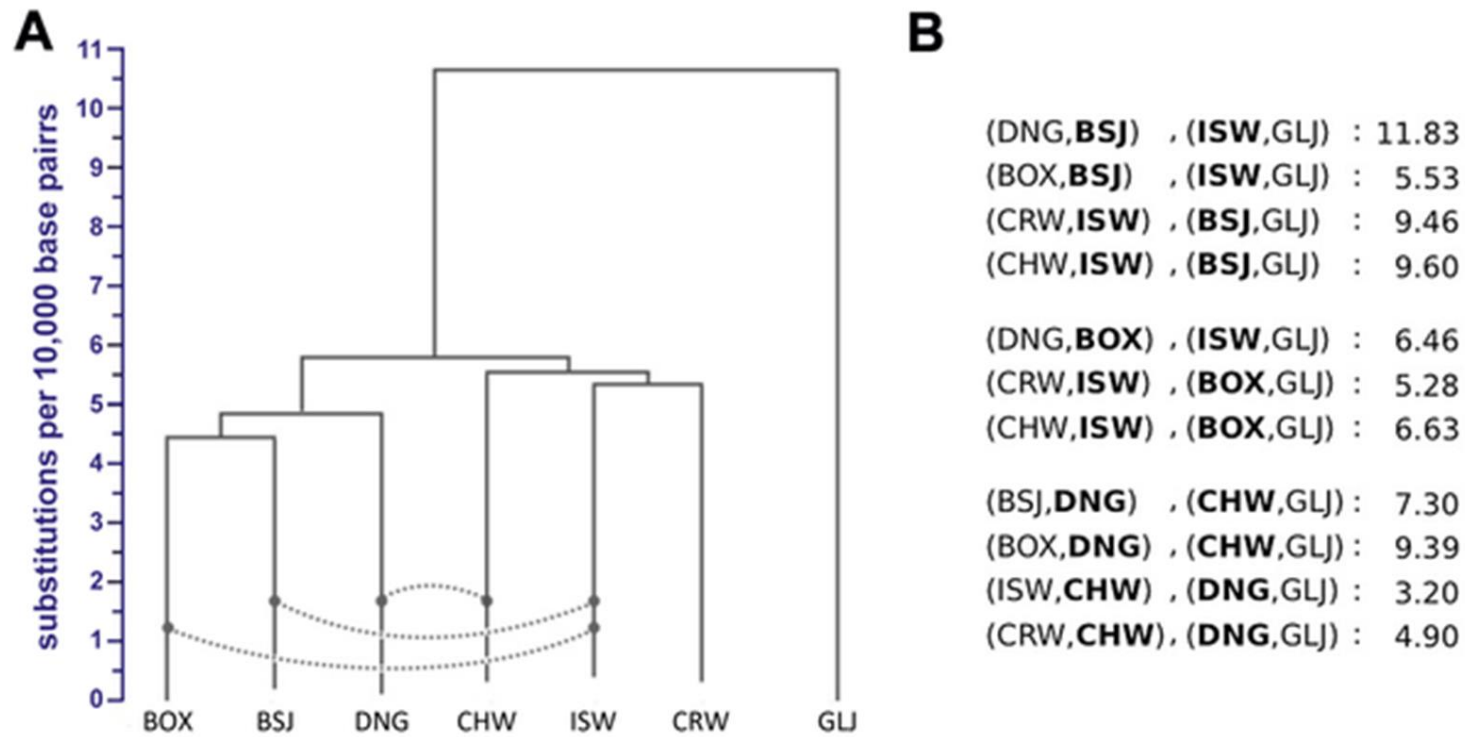 A
substitutions per 10,000 base pairrs
11
10
9
8
7
6
5
4
3
2
1
0
BOX BSJ DNG CHW ISW CRW GLJ
B
(DNG,BSJ) , (ISW,GLJ) : 11.83
(BOX,BSJ) , (ISW,GLJ) : 5.53
(CRW,ISW) , (BSJ,GLJ) : 9.46
(CHW,ISW) , (BSJ,GLJ) : 9.60
(DNG,BOX) , (ISW,GLJ) : 6.46
(CRW,ISW) , (BOX,GLJ) : 5.28
(CHW,ISW) , (BOX,GLJ) : 6.63
(BSJ,DNG) , (CHW,GLJ) : 7.30
(BOX,DNG) , (CHW,GLJ) : 9.39
(ISW,CHW) , (DNG,GLJ) : 3.20
(CRW,CHW), (DNG,GLJ) : 4.90